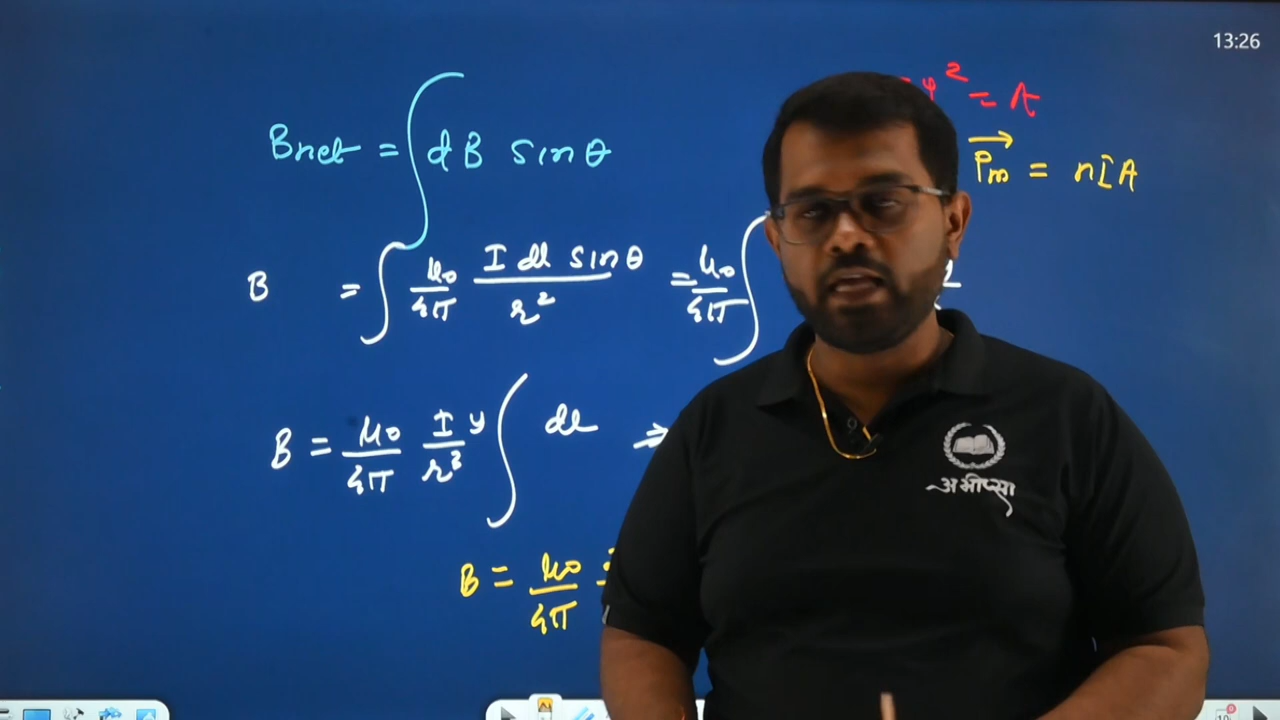 13:26
Bnet = ∫ dB sinθ
B = ∫ μ₀/4π I dl sinθ/r² = μ₀/4π ∫
B = μ₀/4π I/r³ y ∫ dl ⇒
B = μ₀/4π
² = A
Pm = nIA
अभीप्सा